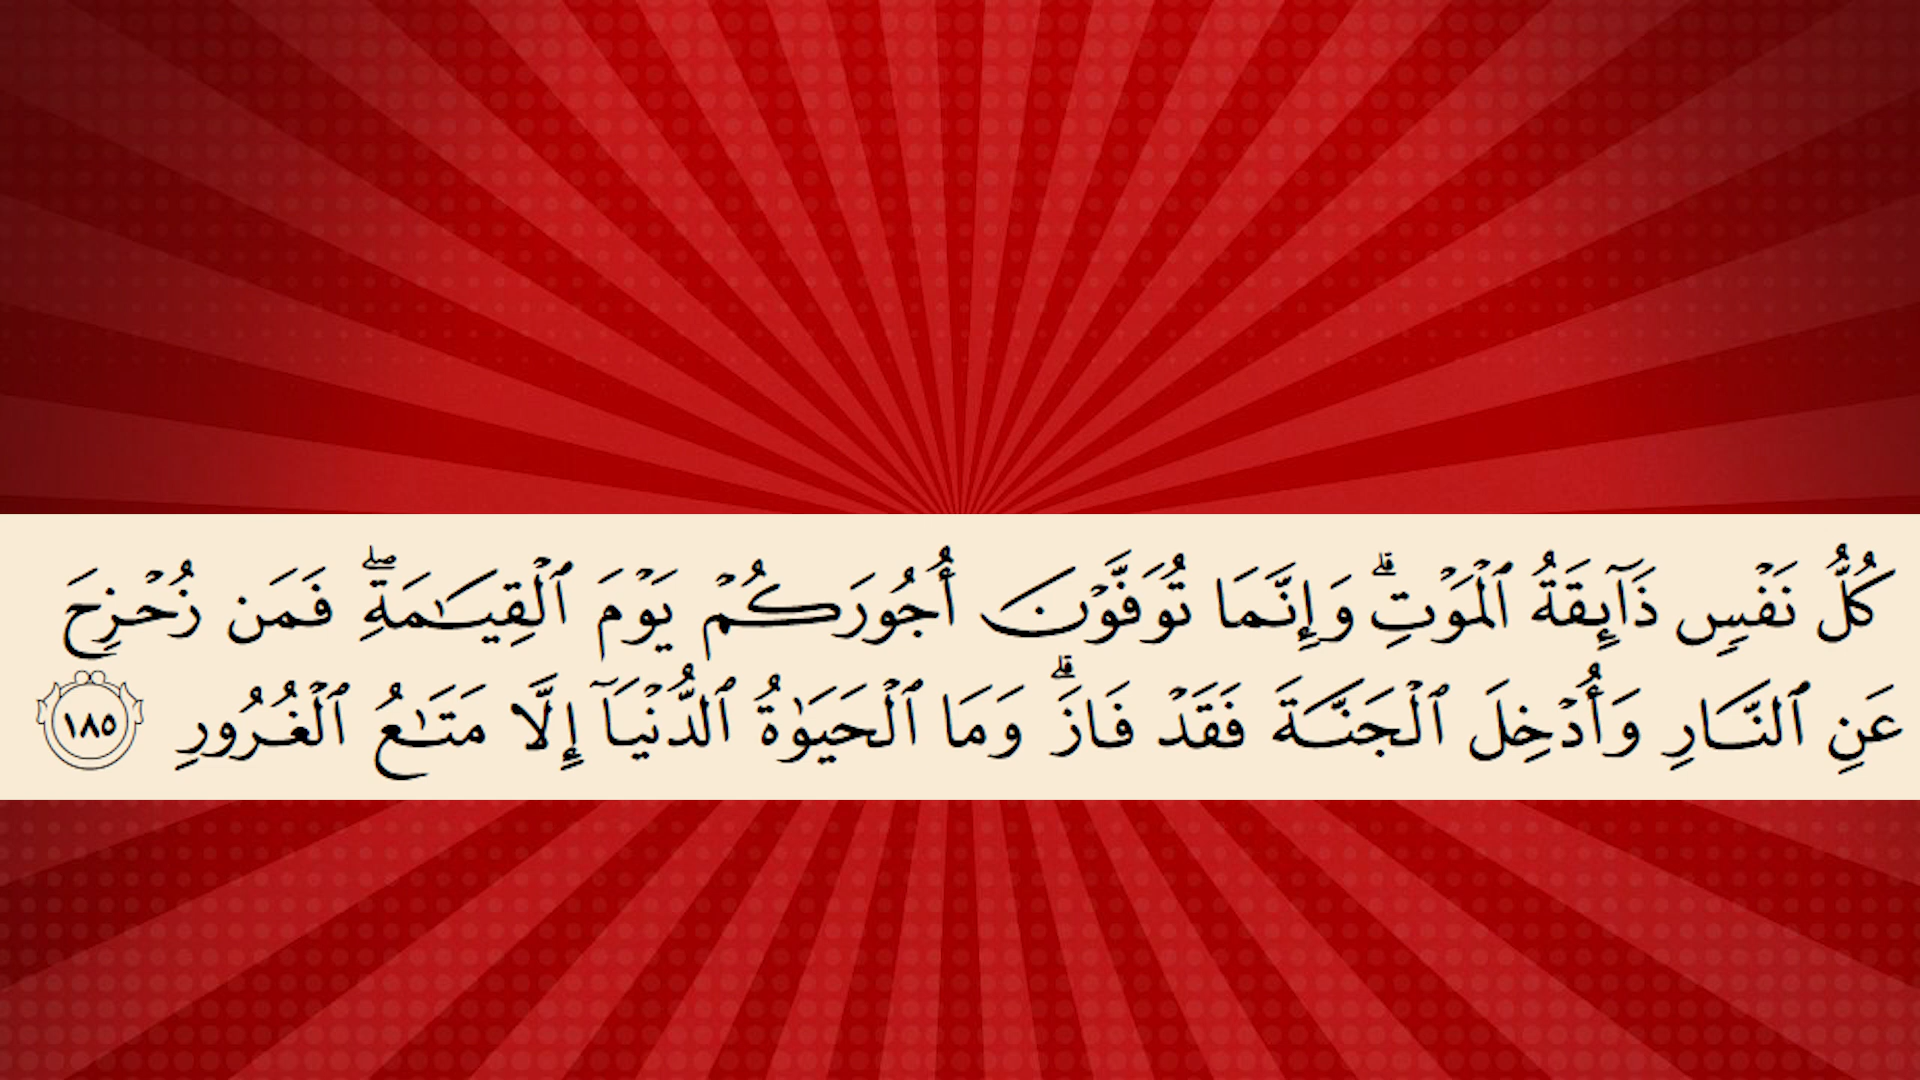 كُلُّ نَفۡسٖ ذَآئِقَةُ ٱلۡمَوۡتِۗ وَإِنَّمَا تُوَفَّوۡنَ أُجُورَكُمۡ يَوۡمَ ٱلۡقِيَٰمَةِۖ فَمَن زُحۡزِحَ
عَنِ ٱلنَّارِ وَأُدۡخِلَ ٱلۡجَنَّةَ فَقَدۡ فَازَۗ وَمَا ٱلۡحَيَوٰةُ ٱلدُّنۡيَآ إِلَّا مَتَٰعُ ٱلۡغُرُورِ ١٨٥